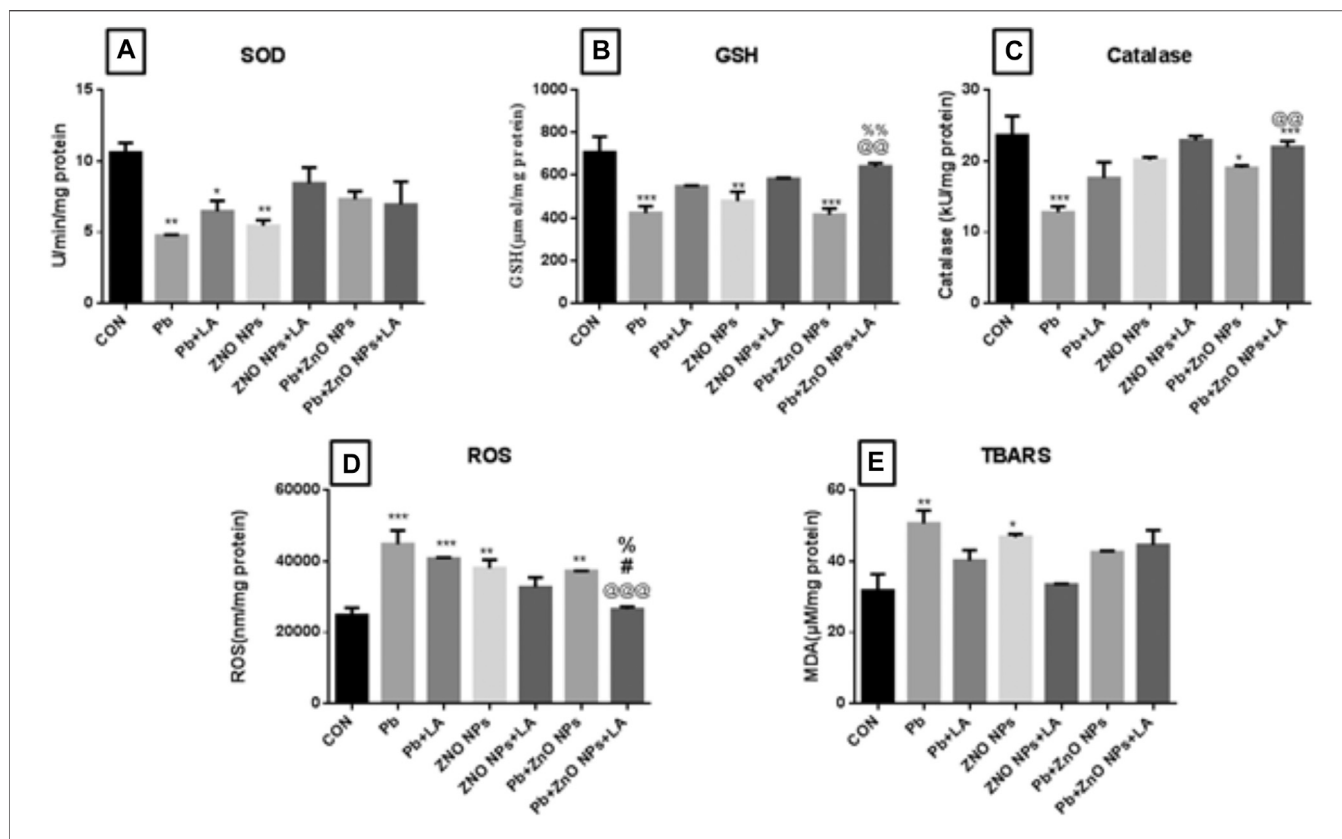 A
SOD
U/min/mg protein
15
10
5
0
**
*
**
CON
Pb
Pb+LA
ZNO NPs
ZNO NPs+LA
Pb+ZnO NPs
Pb+ZnO NPs+LA
B
GSH
GSH(µmol/mg protein)
1000
800
600
400
200
0
***
**
***
%%
@@
CON
Pb
Pb+LA
ZNO NPs
ZNO NPs+LA
Pb+ZnO NPs
Pb+ZnO NPs+LA
C
Catalase
Catalase (kU/mg protein)
30
20
10
0
***
*
@@
***
CON
Pb
Pb+LA
ZNO NPs
ZNO NPs+LA
Pb+ZnO NPs
Pb+ZnO NPs+LA
D
ROS
ROS(nm/mg protein)
60000
40000
20000
0
***
***
**
**
%
#
@@@
CON
Pb
Pb+LA
ZNO NPs
ZNO NPs+LA
Pb+ZnO NPs
Pb+ZnO NPs+LA
E
TBARS
MDA(µM/mg protein)
60
40
20
0
**
*
CON
Pb
Pb+LA
ZNO NPs
ZNO NPs+LA
Pb+ZnO NPs
Pb+ZnO NPs+LA